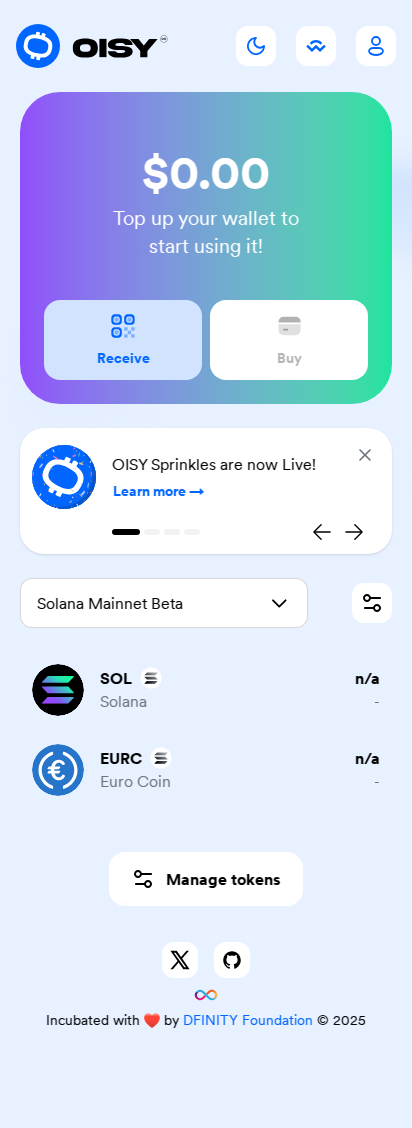 OISY
$0.00
Top up your wallet to
start using it!
Receive
Buy
OISY Sprinkles are now Live!
Learn more →
Solana Mainnet Beta
SOL
n/a
Solana
-
EURC
n/a
Euro Coin
-
Manage tokens
Incubated with ❤️ by DFINITY Foundation © 2025